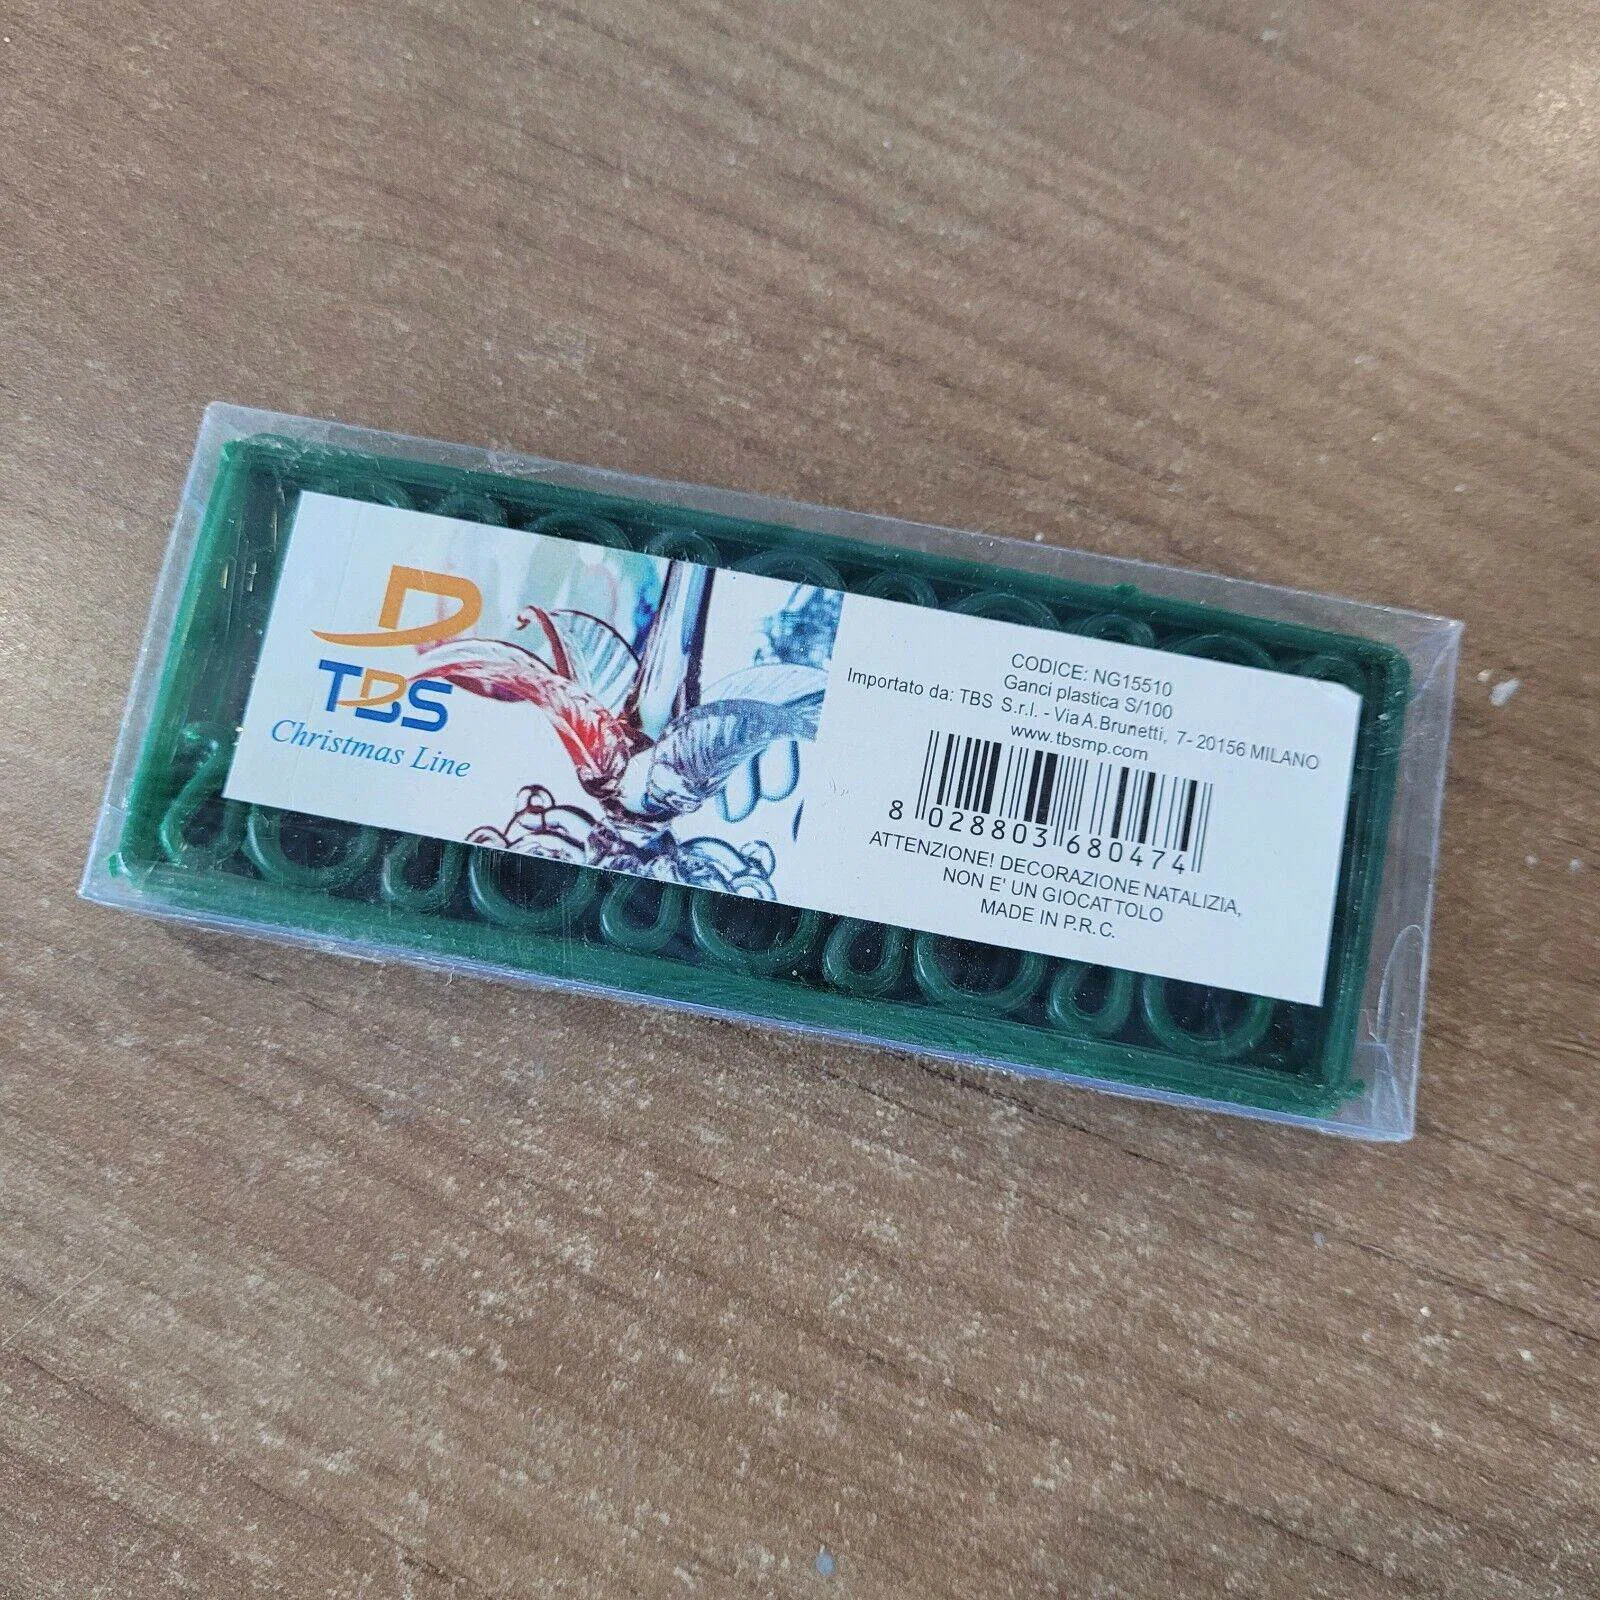 D
TBS
Christmas Line
CODICE: NG15510
Ganci plastica S/100
Importato da: TBS S.r.l. - Via A. Brunetti, 7- 20156 MILANO
www.tbsmp.com
8 028803 680474
ATTENZIONE! DECORAZIONE NATALIZIA,
NON E' UN GIOCATTOLO
MADE IN P.R.C.